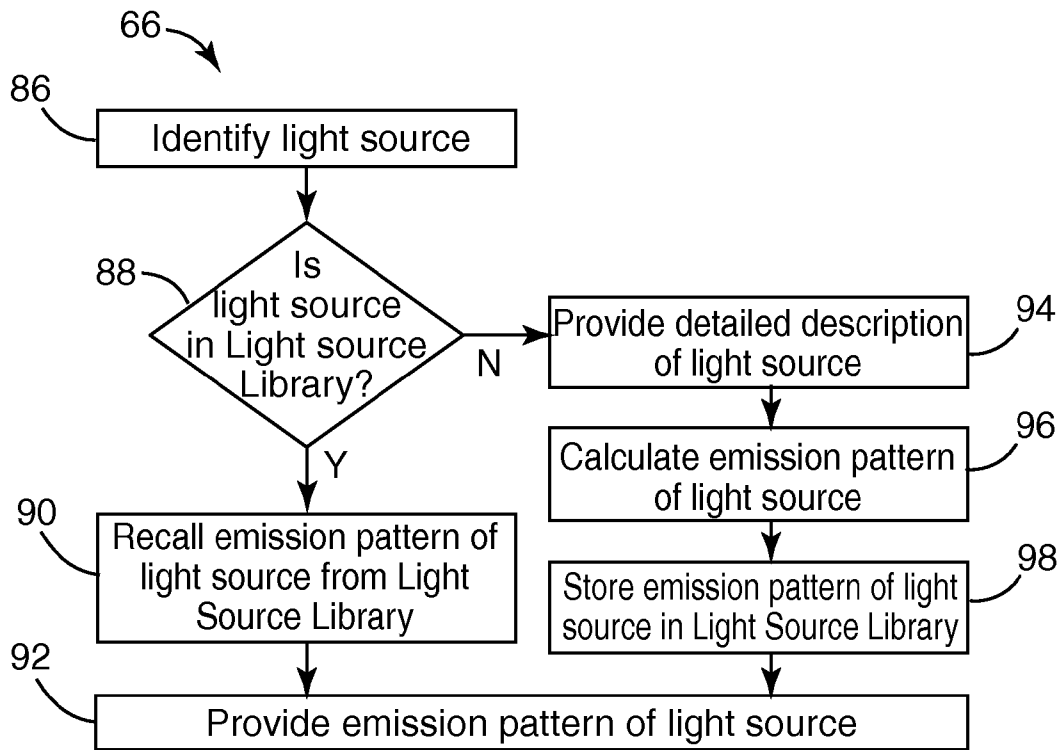 66
86
Identify light source
88
Is
light source
in Light source
Library?
N
Y
Provide detailed description
of light source
94
Calculate emission pattern
of light source
96
90
Recall emission pattern of
light source from Light
Source Library
Store emission pattern of light
source in Light Source Library
98
92
Provide emission pattern of light source